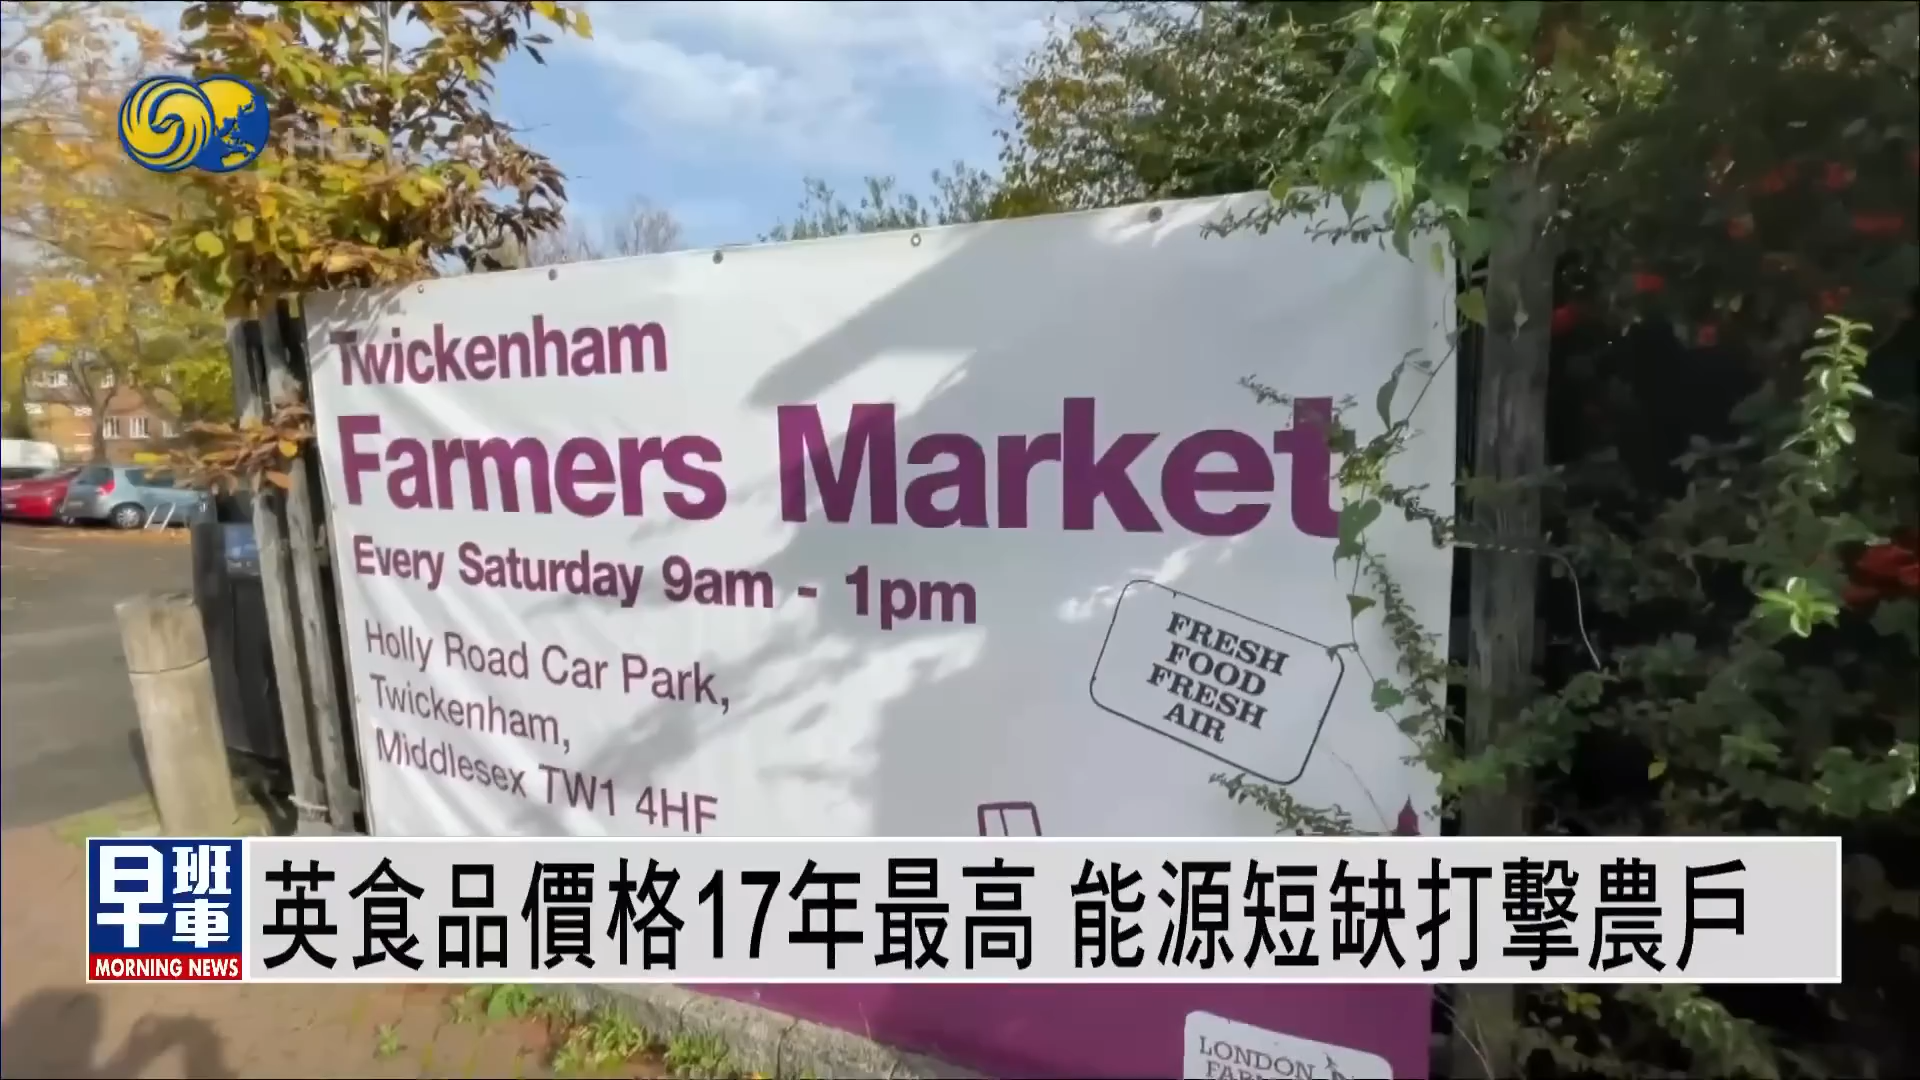 HD
Twickenham
Farmers Market
Every Saturday 9am - 1pm
Holly Road Car Park,
Twickenham,
Middlesex TW1 4HF
FRESH
FOOD
FRESH
AIR
早班車
MORNING NEWS
英食品價格17年最高 能源短缺打擊農戶
LONDON